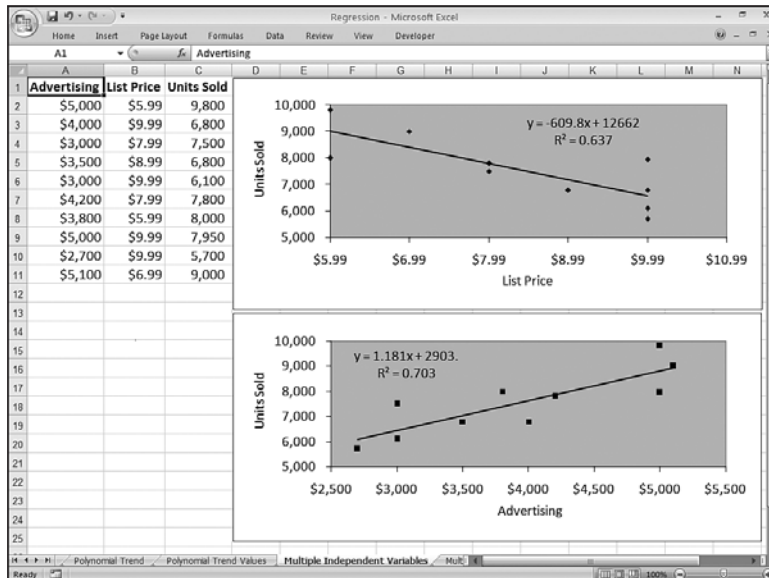 Regression - Microsoft Excel
Home Insert Page Layout Formulas Data Review View Developer
A1 fx Advertising
A B C D E F G H I J K L M N
1 Advertising List Price Units Sold
2 $5,000 $5.99 9,800
3 $4,000 $9.99 6,800
4 $3,000 $7.99 7,500
5 $3,500 $8.99 6,800
6 $3,000 $9.99 6,100
7 $4,200 $7.99 7,800
8 $3,800 $5.99 8,000
9 $5,000 $9.99 7,950
10 $2,700 $9.99 5,700
11 $5,100 $6.99 9,000
12
13
14
15
16
17
18
19
20
21
22
23
24
25
10,000
9,000
8,000
7,000
6,000
5,000
Units Sold
y = -609.8x + 12662
R² = 0.637
$5.99 $6.99 $7.99 $8.99 $9.99 $10.99
List Price
10,000
9,000
8,000
7,000
6,000
5,000
Units Sold
y = 1.181x + 2903.
R² = 0.703
$2,500 $3,000 $3,500 $4,000 $4,500 $5,000 $5,500
Advertising
Polynomial Trend Polynomial Trend Values Multiple Independent Variables Mult
Ready 100%